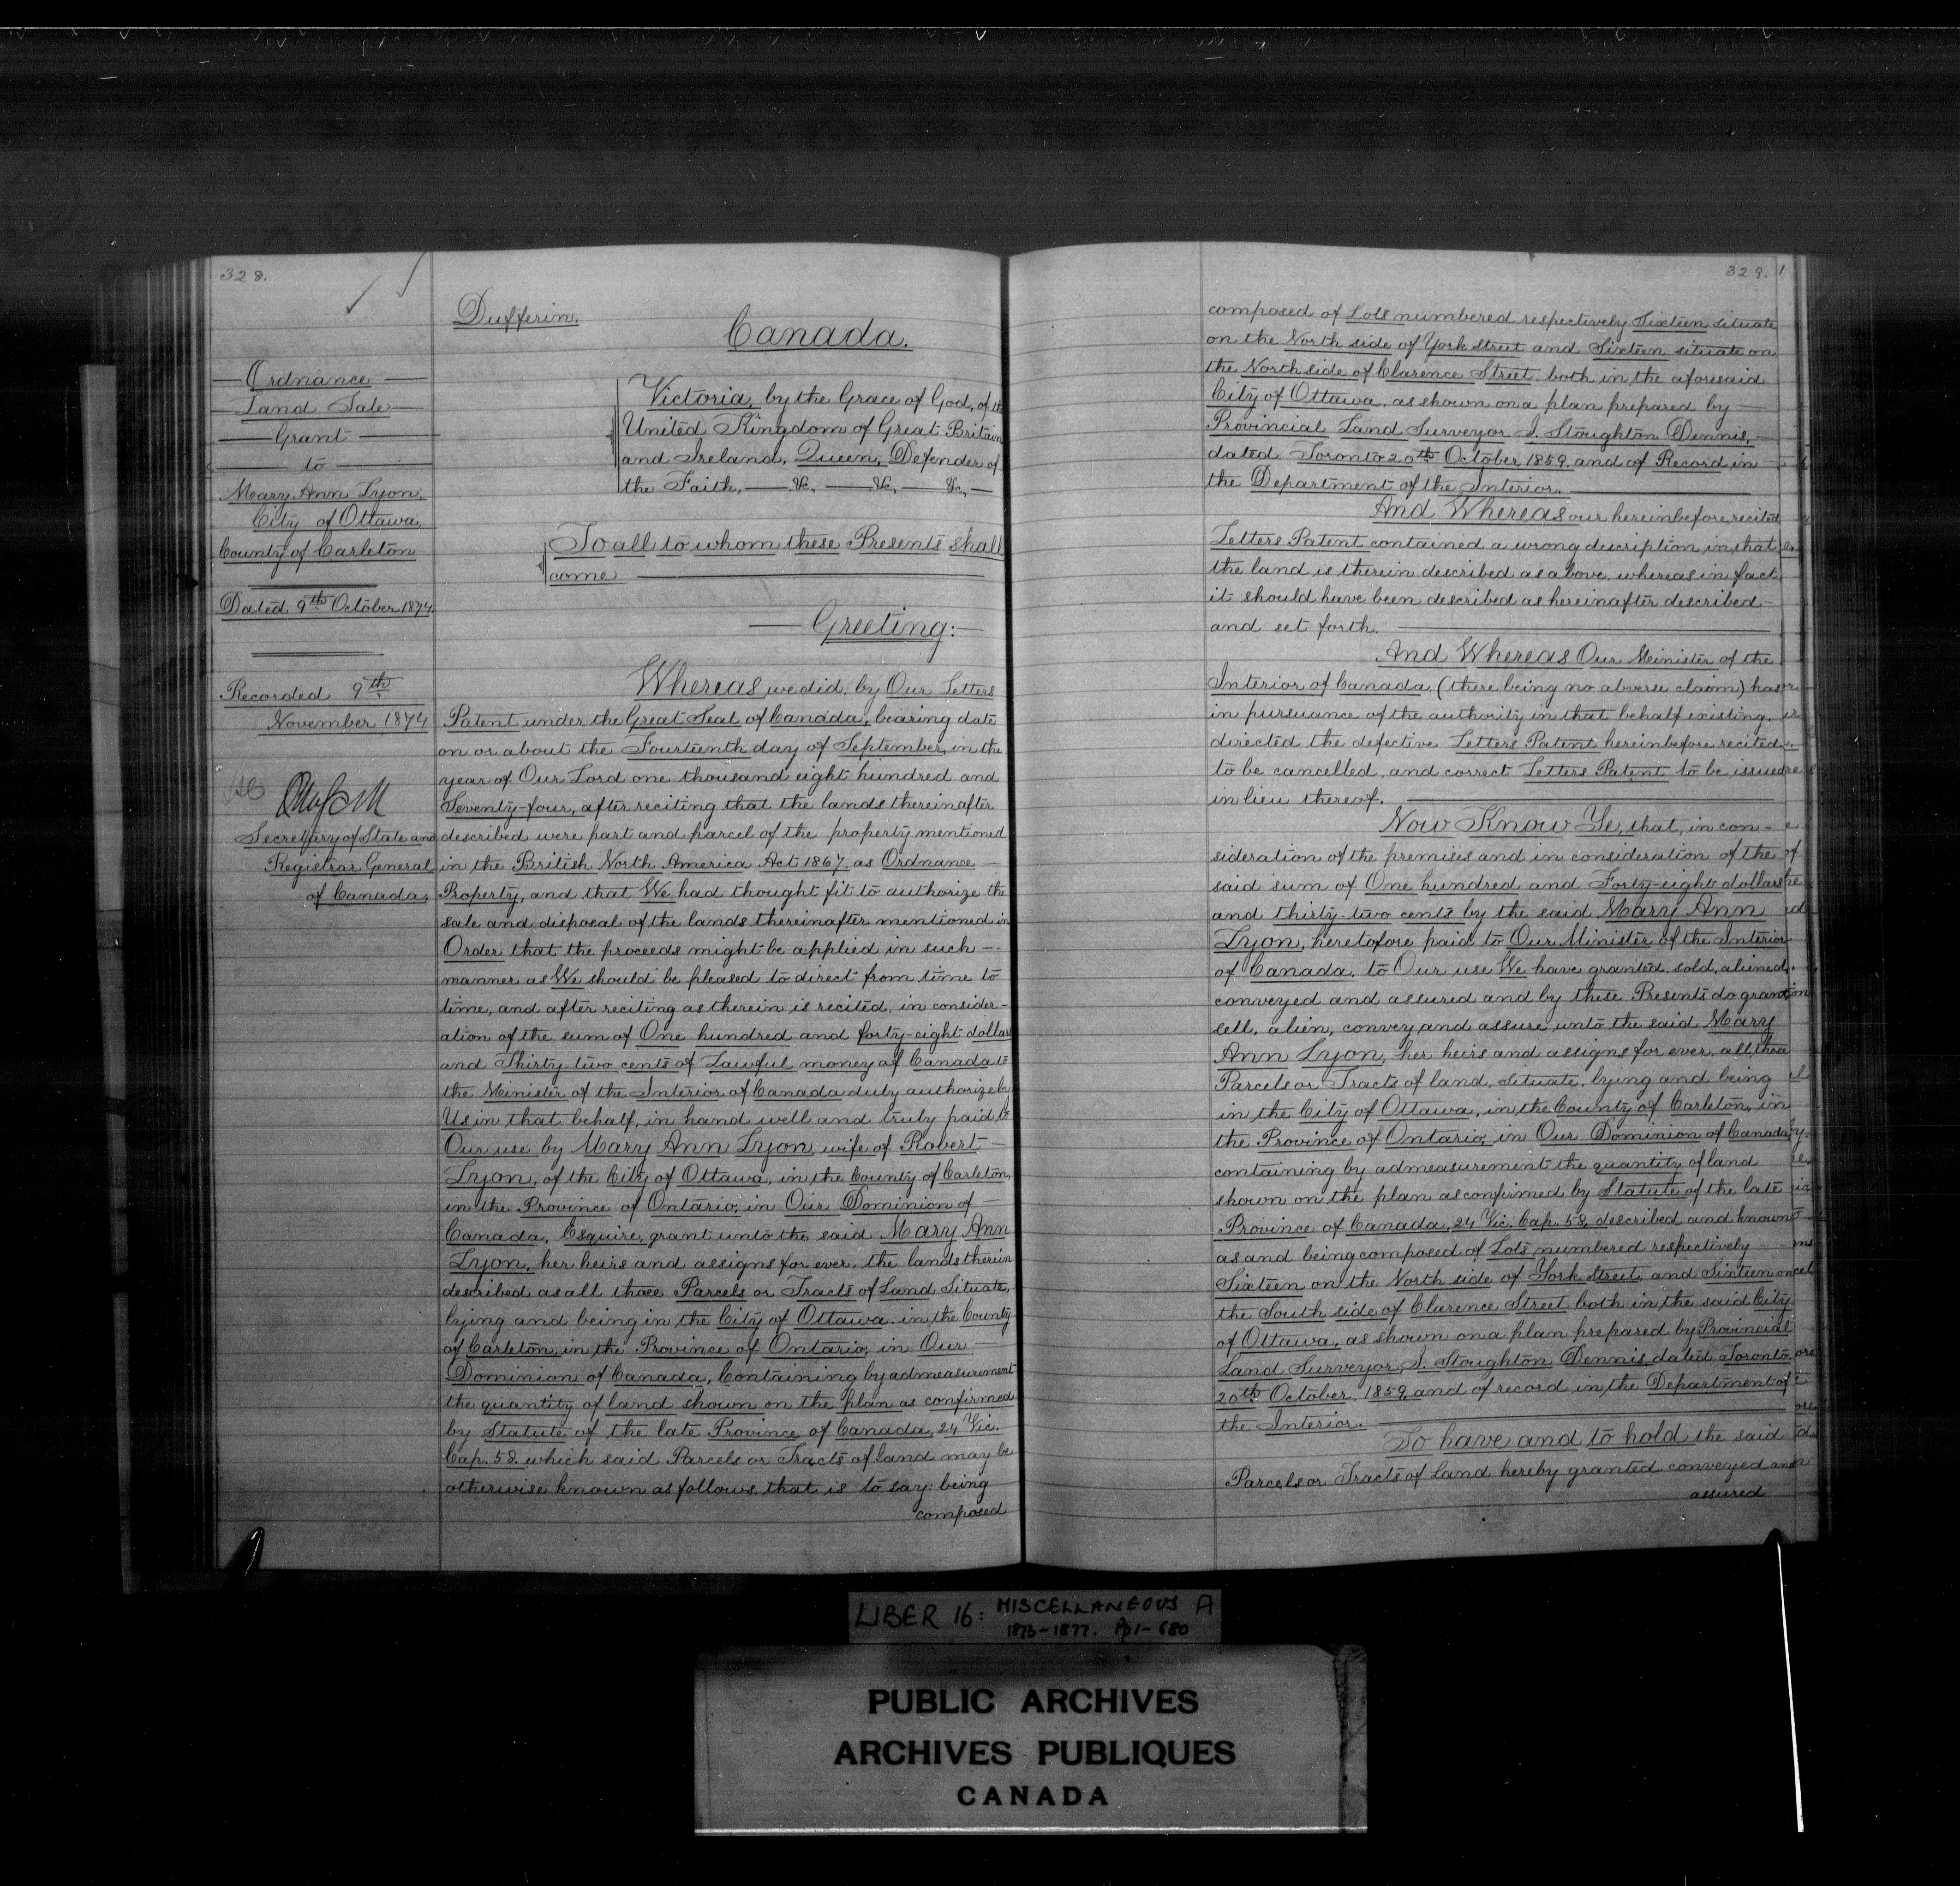 328.
Ordnance
Land Sale
Grant
to
Mary Ann Lyon,
City of Ottawa,
County of Carleton
Dated 9th October 1874.
Recorded 9th
November 1874
Secretary of State and
Registrar General
of Canada.
Dufferin.
Canada.
Victoria, by the Grace of God, of the
United Kingdom of Great Britain
and Ireland, Queen, Defender of
the Faith, — &c, — &c, — &c, —
To all to whom these Presents shall
come
— Greeting: —
Whereas we did, by Our Letters
Patent under the Great Seal of Canada, bearing date
on or about the Fourteenth day of September, in the
year of Our Lord one thousand eight hundred and
Seventy-four, after reciting that the lands thereinafter
described were part and parcel of the property mentioned
in the British North America Act 1867, as Ordnance
Property, and that We had thought fit to authorize the
sale and disposal of the lands thereinafter mentioned in
Order that the proceeds might be applied in such —
manner as We should be pleased to direct from time to
time, and after reciting as therein is recited, in consider-
ation of the sum of One hundred and forty-eight dollars
and Thirty-two cents of Lawful money of Canada to
the Minister of the Interior of Canada duly authorize by
Us in that behalf, in hand well and truly paid to
Our use by Mary Ann Lyon, wife of Robert —
Lyon, of the City of Ottawa, in the County of Carleton,
in the Province of Ontario, in Our Dominion of —
Canada, Esquire, grant unto the said Mary Ann
Lyon, her heirs and assigns for ever, the lands therein
described as all those Parcels or Tracts of Land Situate,
lying and being in the City of Ottawa, in the County
of Carleton, in the Province of Ontario, in Our —
Dominion of Canada, Containing by admeasurement
the quantity of land shown on the plan as confirmed
by Statute of the late Province of Canada, 24 Vic.
Cap. 58. which said Parcels or Tracts of land may be
otherwise known as follows, that is to say: being
composed
329.
composed of Lots numbered respectively Sixteen situate
on the North side of York Street and Sixteen situate on
the North side of Clarence Street, both in the aforesaid
City of Ottawa, as shown on a plan prepared by —
Provincial Land Surveyor J. Stoughton Dennis, —
dated Toronto 20th October 1859, and of Record in
the Department of the Interior.
And Whereas our hereinbefore recited
Letters Patent contained a wrong description in that
the land is therein described as above, whereas in fact
it should have been described as hereinafter described —
and set forth.
And Whereas Our Minister of the
Interior of Canada, (there being no adverse claim) has
in pursuance of the authority in that behalf existing,
directed the defective Letters Patent hereinbefore recited
to be cancelled, and correct Letters Patent to be issued
in lieu thereof.
Now Know Ye, that, in con-
sideration of the premises and in consideration of the
said sum of One hundred and Forty-eight dollars
and thirty-two cents by the said Mary Ann
Lyon, heretofore paid to Our Minister of the Interior
of Canada, to Our use We have granted, sold, aliened,
conveyed and assured and by these Presents do grant
sell, alien, convey, and assure unto the said Mary
Ann Lyon, her heirs and assigns for ever, all those
Parcels or Tracts of land, situate, lying and being
in the City of Ottawa, in the County of Carleton, in
the Province of Ontario, in Our Dominion of Canada,
containing by admeasurement the quantity of land
shown on the plan as confirmed by Statute of the late
Province of Canada, 24 Vic. Cap. 58, described and known
as and being composed of Lots numbered respectively —
Sixteen on the North side of York Street, and Sixteen on
the South side of Clarence Street both in the said City
of Ottawa, as shown on a plan prepared by Provincial
Land Surveyor J. Stoughton Dennis dated Toronto
20th October, 1859, and of record in the Department of
the Interior.
To have and to hold the said
Parcels or Tracts of land hereby granted conveyed and
assured
LIBER 16: MISCELLANEOUS A
1873-1877. Pp 1-680
PUBLIC ARCHIVES
ARCHIVES PUBLIQUES
CANADA